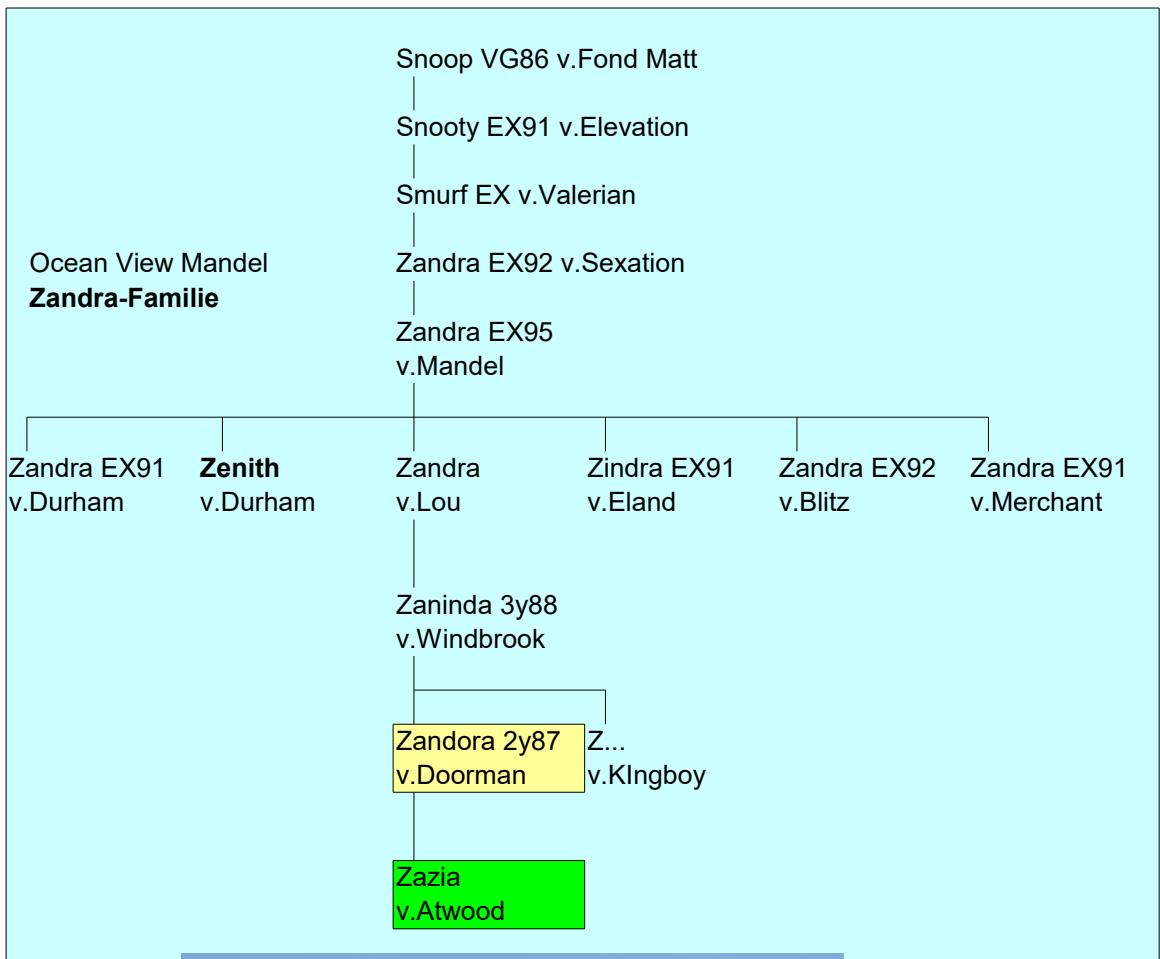 Snoop VG86 v.Fond Matt
Snooty EX91 v.Elevation
Smurf EX v.Valerian
Ocean View Mandel
Zandra-Familie
Zandra EX92 v.Sexation
Zandra EX95
v.Mandel
Zandra EX91
v.Durham
Zenith
v.Durham
Zandra
v.Lou
Zindra EX91
v.Eland
Zandra EX92
v.Blitz
Zandra EX91
v.Merchant
Zaninda 3y88
v.Windbrook
Zandora 2y87
v.Doorman
Z...
v.KIngboy
Zazia
v.Atwood